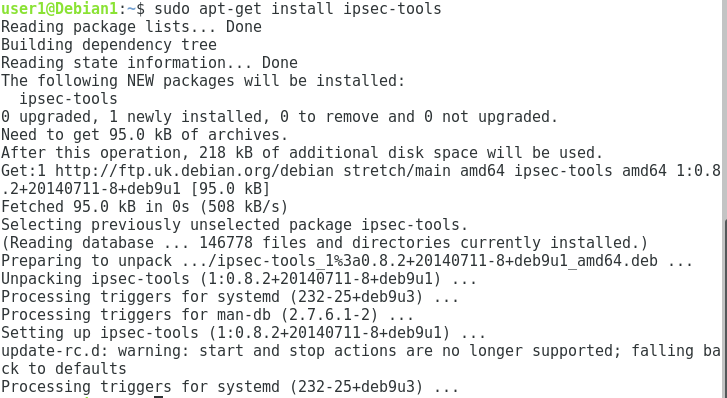 user1@Debian1:~$ sudo apt-get install ipsec-tools
Reading package lists... Done
Building dependency tree
Reading state information... Done
The following NEW packages will be installed:
  ipsec-tools
0 upgraded, 1 newly installed, 0 to remove and 0 not upgraded.
Need to get 95.0 kB of archives.
After this operation, 218 kB of additional disk space will be used.
Get:1 http://ftp.uk.debian.org/debian stretch/main amd64 ipsec-tools amd64 1:0.8
.2+20140711-8+deb9u1 [95.0 kB]
Fetched 95.0 kB in 0s (508 kB/s)
Selecting previously unselected package ipsec-tools.
(Reading database ... 146778 files and directories currently installed.)
Preparing to unpack .../ipsec-tools_1%3a0.8.2+20140711-8+deb9u1_amd64.deb ...
Unpacking ipsec-tools (1:0.8.2+20140711-8+deb9u1) ...
Processing triggers for systemd (232-25+deb9u3) ...
Processing triggers for man-db (2.7.6.1-2) ...
Setting up ipsec-tools (1:0.8.2+20140711-8+deb9u1) ...
update-rc.d: warning: start and stop actions are no longer supported; falling ba
ck to defaults
Processing triggers for systemd (232-25+deb9u3) ...